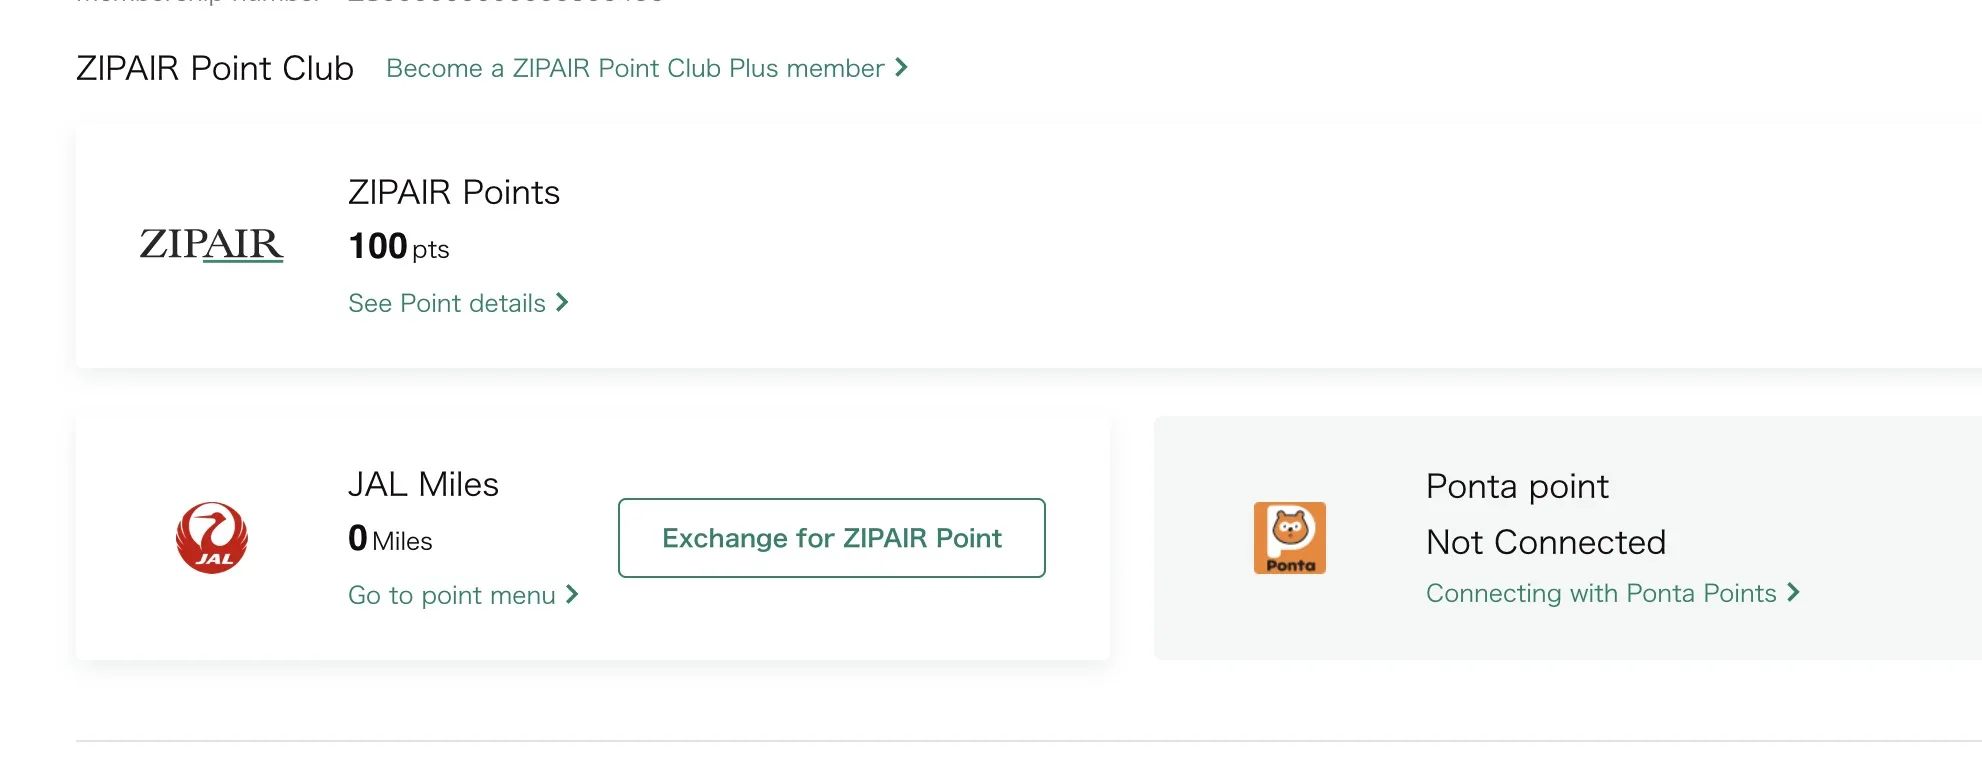 ZIPAIR Point Club Become a ZIPAIR Point Club Plus member
ZIPAIR
ZIPAIR Points
100 pts
See Point details
JAL
JAL Miles
0 Miles
Go to point menu
Exchange for ZIPAIR Point
Ponta
Ponta point
Not Connected
Connecting with Ponta Points